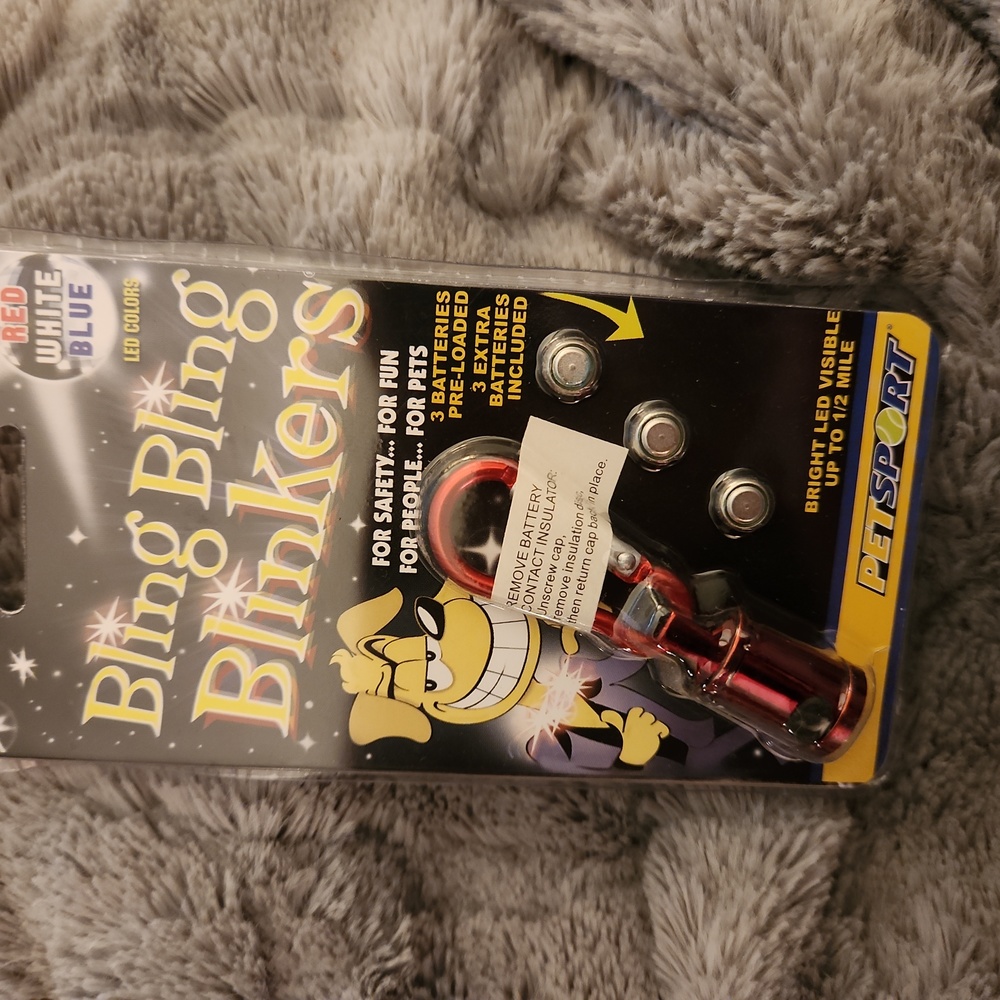 RED
WHITE
BLUE
LED COLORS
Bling Bling
Blinkers
FOR SAFETY... FOR FUN
FOR PEOPLE... FOR PETS
3 BATTERIES
PRE-LOADED
3 EXTRA
BATTERIES
INCLUDED
REMOVE BATTERY
CONTACT INSULATOR:
Unscrew cap,
remove insulation disc,
then return cap back in place.
BRIGHT LED VISIBLE
UP TO 1/2 MILE
PETSPORT